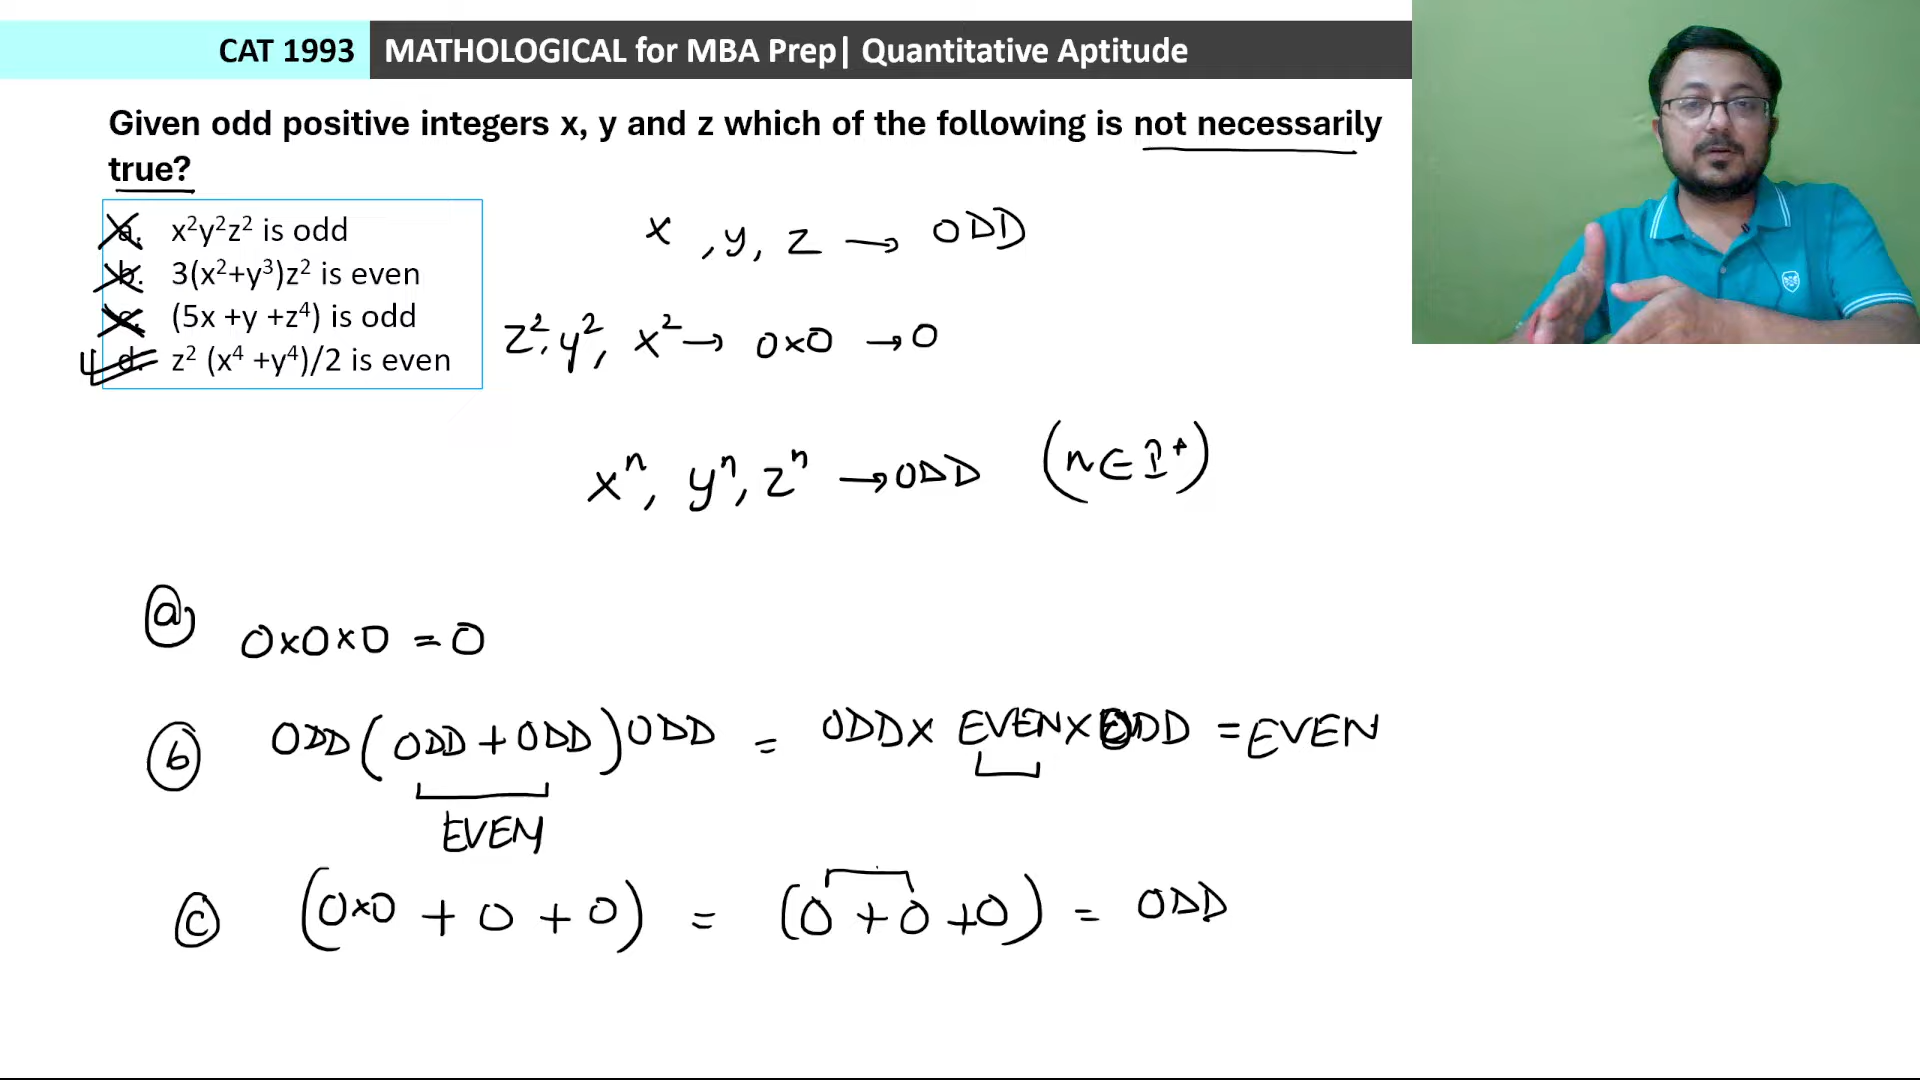 CAT 1993 MATHOLOGICAL for MBA Prep| Quantitative Aptitude
Given odd positive integers x, y and z which of the following is not necessarily
true?
a. x²y²z² is odd
b. 3(x²+y³)z² is even
c. (5x +y +z⁴) is odd
d. z² (x⁴ +y⁴)/2 is even
x , y, z → ODD
z², y², x² → O×O → O
xⁿ, yⁿ, zⁿ → ODD (n ∈ I⁺)
ⓐ O×O×O = O
ⓑ ODD (ODD + ODD) ODD = ODD × EVEN × ODD = EVEN
EVEN
ⓒ (O×O + O + O) = (O + O + O) = ODD